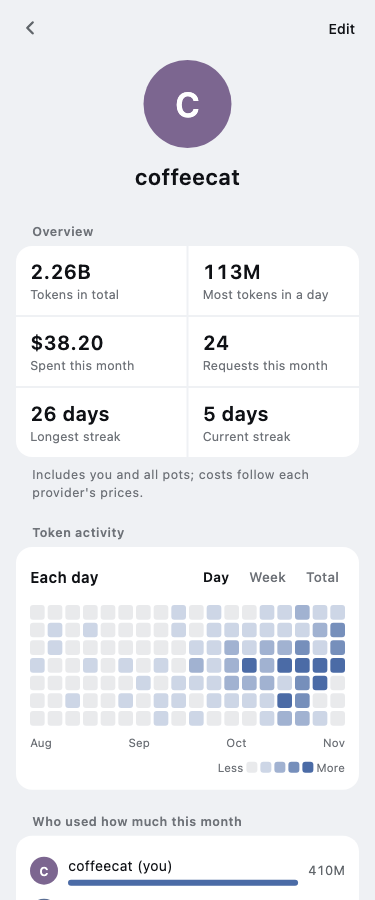 Edit
C
coffeecat
Overview
2.26B
Tokens in total
113M
Most tokens in a day
$38.20
Spent this month
24
Requests this month
26 days
Longest streak
5 days
Current streak
Includes you and all pots; costs follow each
provider's prices.
Token activity
Each day
Day
Week
Total
Aug
Sep
Oct
Nov
Less
More
Who used how much this month
C
coffeecat (you)
410M